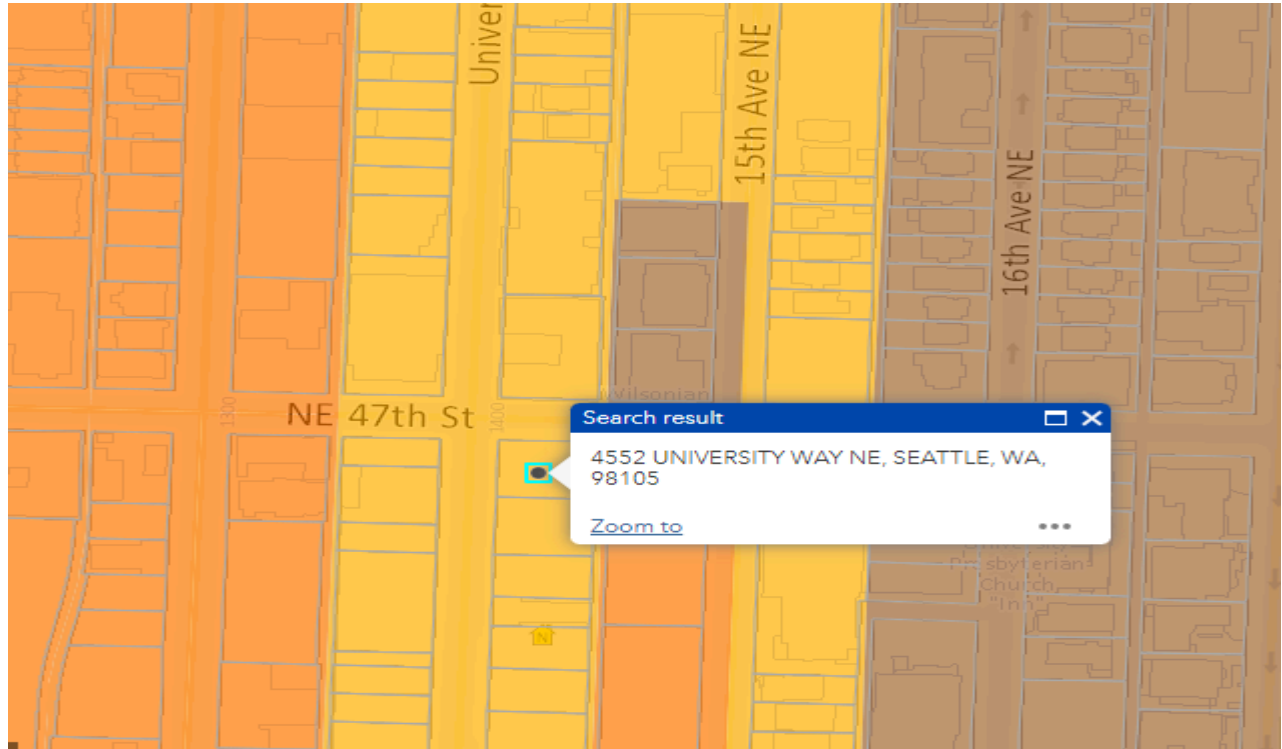 Univer
15th Ave NE
16th Ave NE
Wilsonian
1300
NE 47th St
1400
Search result
4552 UNIVERSITY WAY NE, SEATTLE, WA,
98105
Zoom to
University
Presbyterian
Church
"Inn"
N